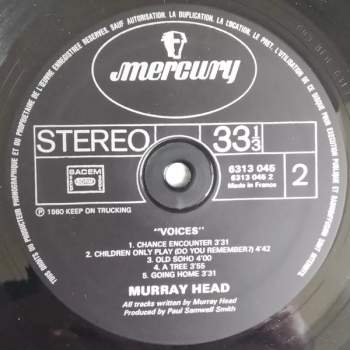 TOUS DROITS DU PRODUCTEUR PHONOGRAPHIQUE ET DU PROPRIETAIRE DE L'ŒUVRE ENREGISTREE RESERVES. SAUF AUTORISATION, LA DUPLICATION, LA LOCATION, LE PRET, L'UTILISATION DE CE DISQUE POUR EXECUTION PUBLIQUE ET RADIODIFFUSION SONT INTERDITS.
mercury
STEREO
33 1/3
SACEM
6313 045
6313 045 2
Made in France
2
℗ 1980 KEEP ON TRUCKING
"VOICES"
1. CHANCE ENCOUNTER 3'31
2. CHILDREN ONLY PLAY (DO YOU REMEMBER?) 4'42
3. OLD SOHO 4'00
4. A TREE 3'55
5. GOING HOME 3'31
MURRAY HEAD
All tracks written by Murray Head
Produced by Paul Samwell Smith